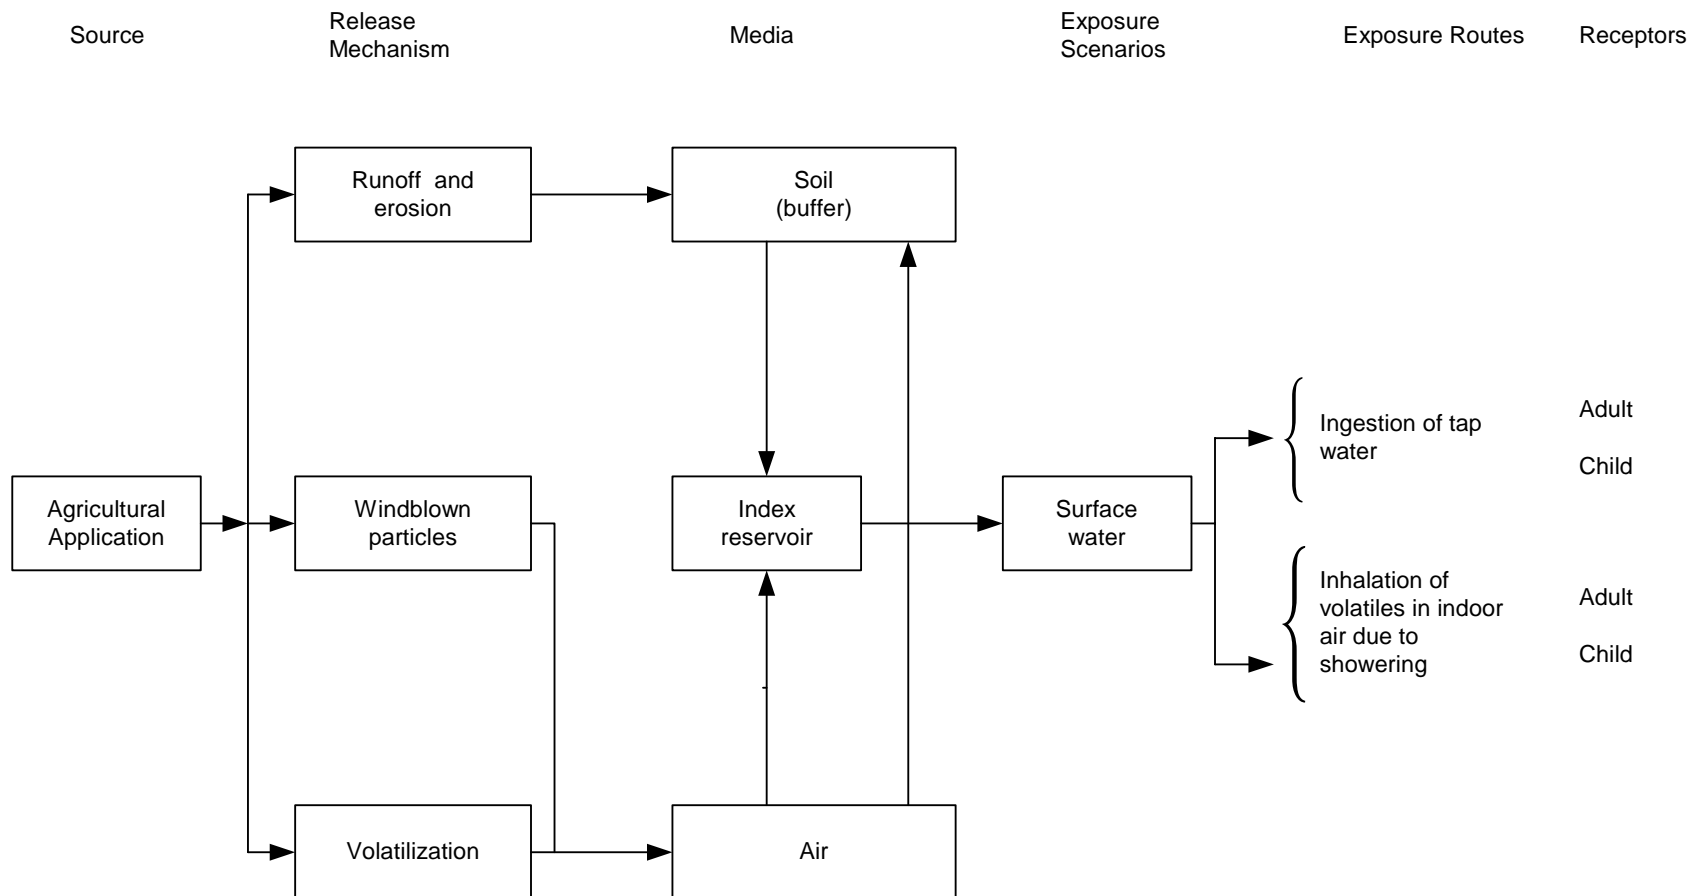 Source
Release
Mechanism
Media
Exposure
Scenarios
Exposure Routes
Receptors
Runoff and
erosion
Soil
(buffer)
Agricultural
Application
Windblown
particles
Index
reservoir
Surface
water
Ingestion of tap
water
Adult
Child
Inhalation of
volatiles in indoor
air due to
showering
Adult
Child
Volatilization
Air